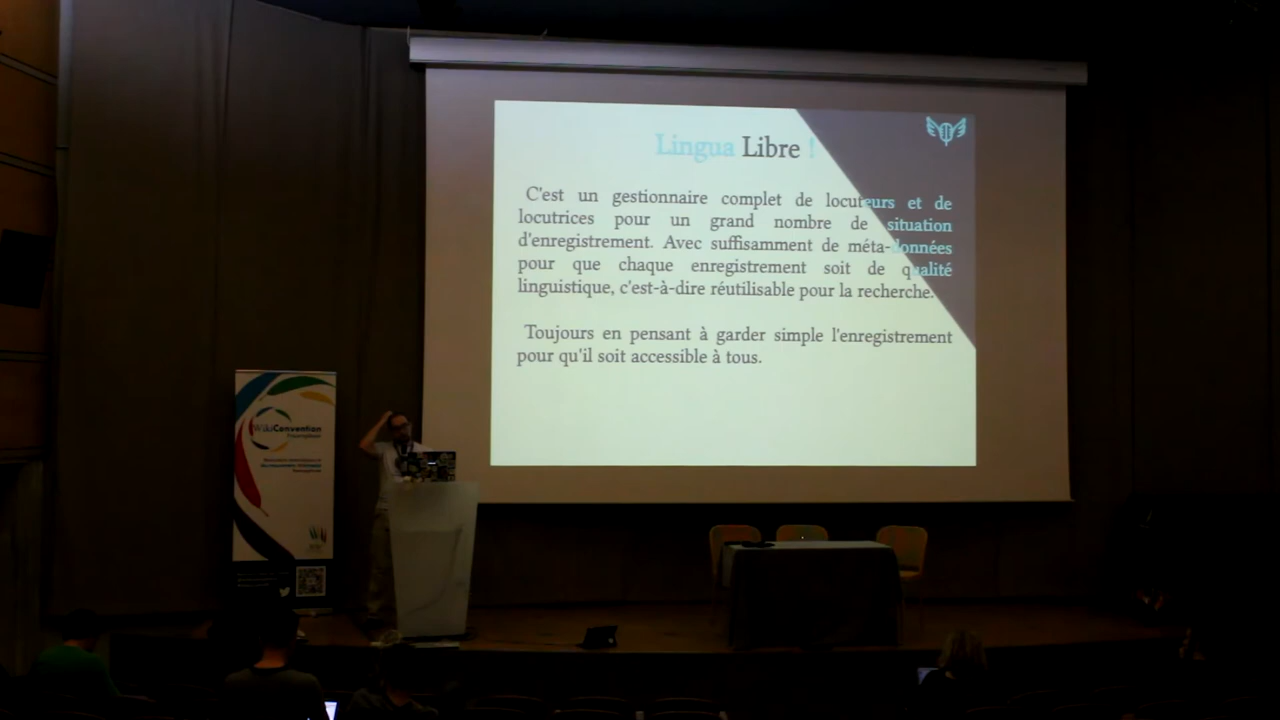 Lingua Libre !
C'est un gestionnaire complet de locuteurs et de
locutrices pour un grand nombre de situation
d'enregistrement. Avec suffisamment de méta-données
pour que chaque enregistrement soit de qualité
linguistique, c'est-à-dire réutilisable pour la recherche.
Toujours en pensant à garder simple l'enregistrement
pour qu'il soit accessible à tous.
WikiConvention